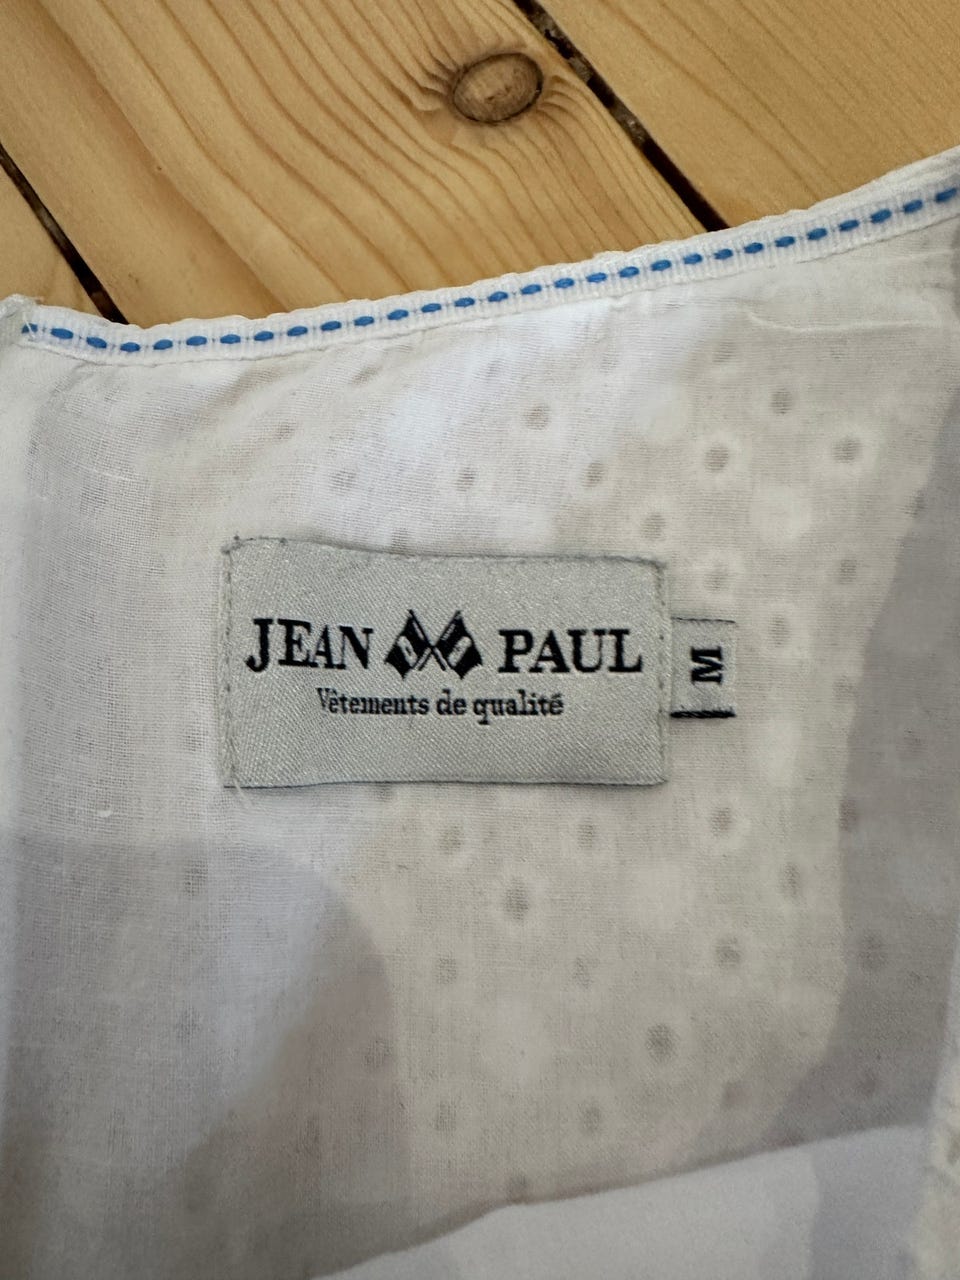 JEAN PAUL
Vêtements de qualité
M